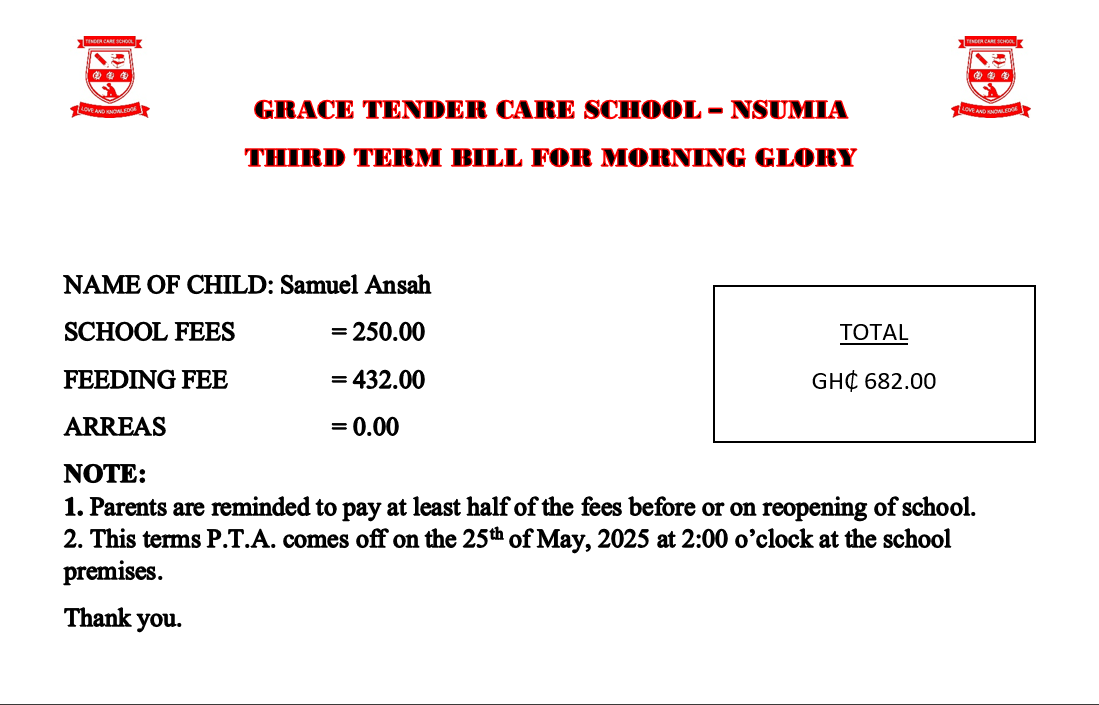 TENDER CARE SCHOOL
LOVE AND KNOWLEDGE
TENDER CARE SCHOOL
LOVE AND KNOWLEDGE
GRACE TENDER CARE SCHOOL – NSUMIA
THIRD TERM BILL FOR MORNING GLORY
NAME OF CHILD: Samuel Ansah
SCHOOL FEES = 250.00
FEEDING FEE = 432.00
ARREAS = 0.00
TOTAL
GH₵ 682.00
NOTE:
1. Parents are reminded to pay at least half of the fees before or on reopening of school.
2. This terms P.T.A. comes off on the 25th of May, 2025 at 2:00 o’clock at the school
premises.
Thank you.